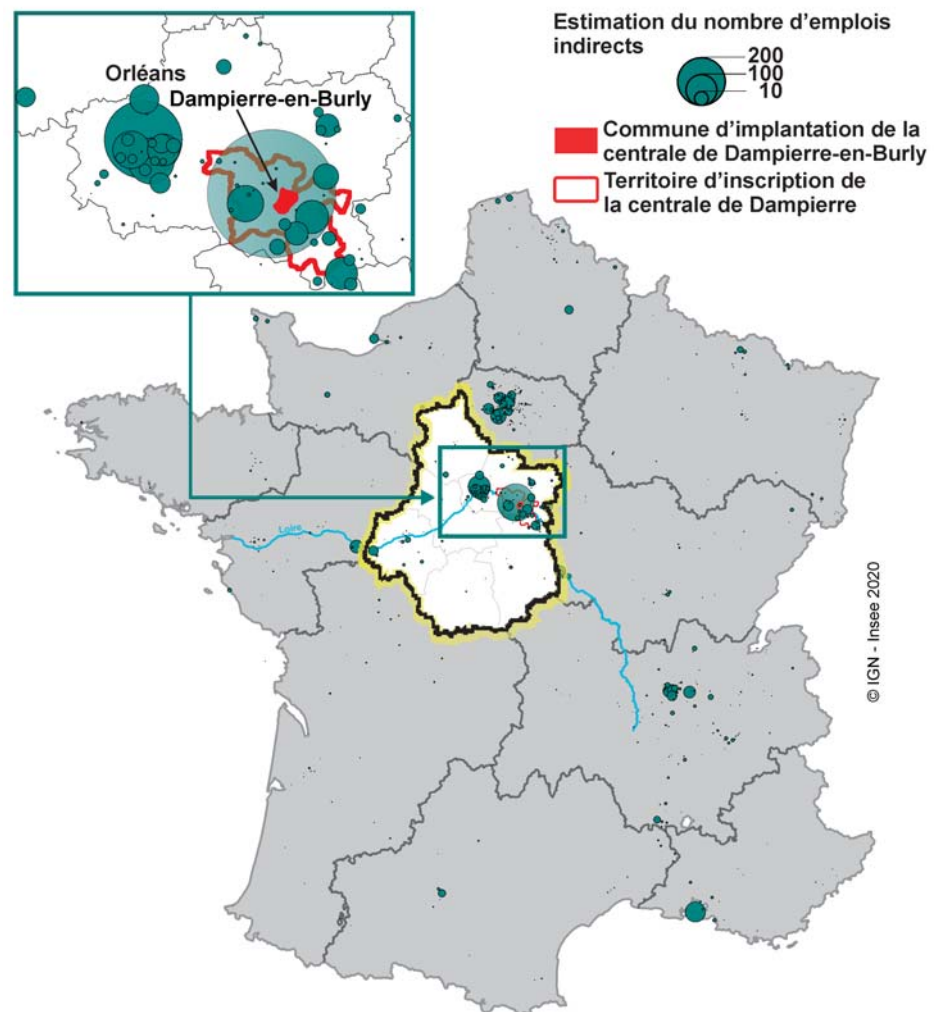 Estimation du nombre d'emplois
indirects
200
100
10
Commune d'implantation de la
centrale de Dampierre-en-Burly
Territoire d'inscription de
la centrale de Dampierre
Orléans
Dampierre-en-Burly
Loire
© IGN - Insee 2020